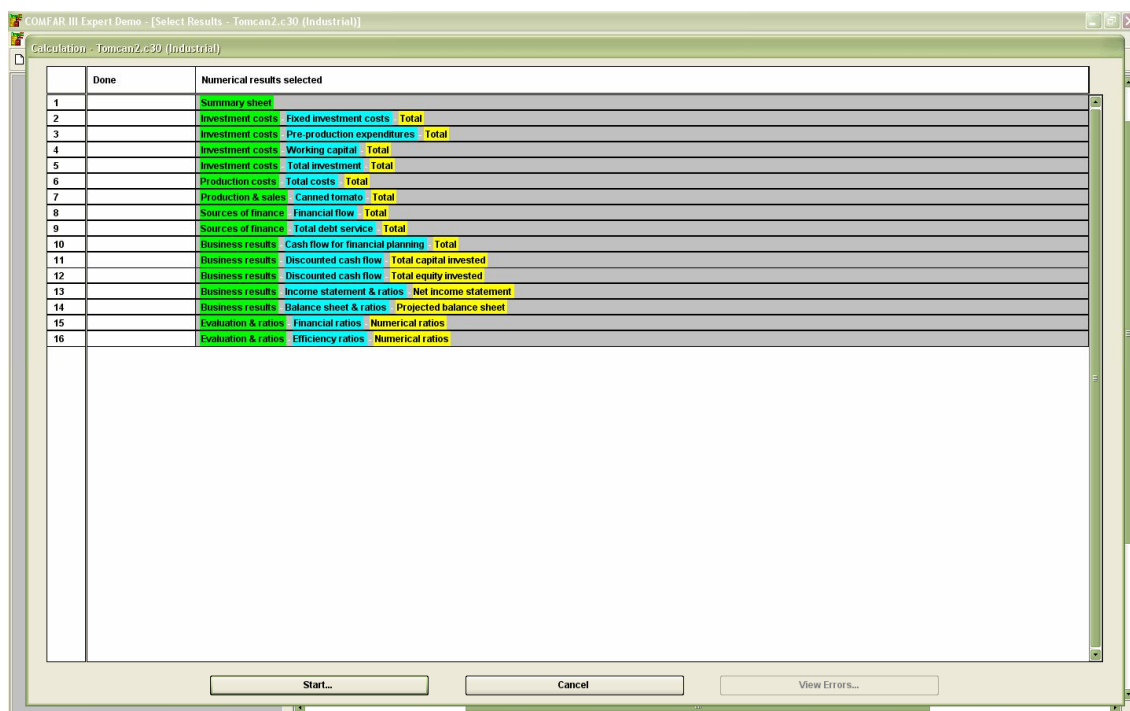 COMFAR III Expert Demo - [Select Results - Tomcan2.c30 (Industrial)]
Calculation - Tomcan2.c30 (Industrial)
Done Numerical results selected
1 Summary sheet
2 Investment costs - Fixed investment costs - Total
3 Investment costs - Pre-production expenditures - Total
4 Investment costs - Working capital - Total
5 Investment costs - Total investment - Total
6 Production costs - Total costs - Total
7 Production & sales - Canned tomato - Total
8 Sources of finance - Financial flow - Total
9 Sources of finance - Total debt service - Total
10 Business results - Cash flow for financial planning - Total
11 Business results - Discounted cash flow - Total capital invested
12 Business results - Discounted cash flow - Total equity invested
13 Business results - Income statement & ratios - Net income statement
14 Business results - Balance sheet & ratios - Projected balance sheet
15 Evaluation & ratios - Financial ratios - Numerical ratios
16 Evaluation & ratios - Efficiency ratios - Numerical ratios
Start... Cancel View Errors...